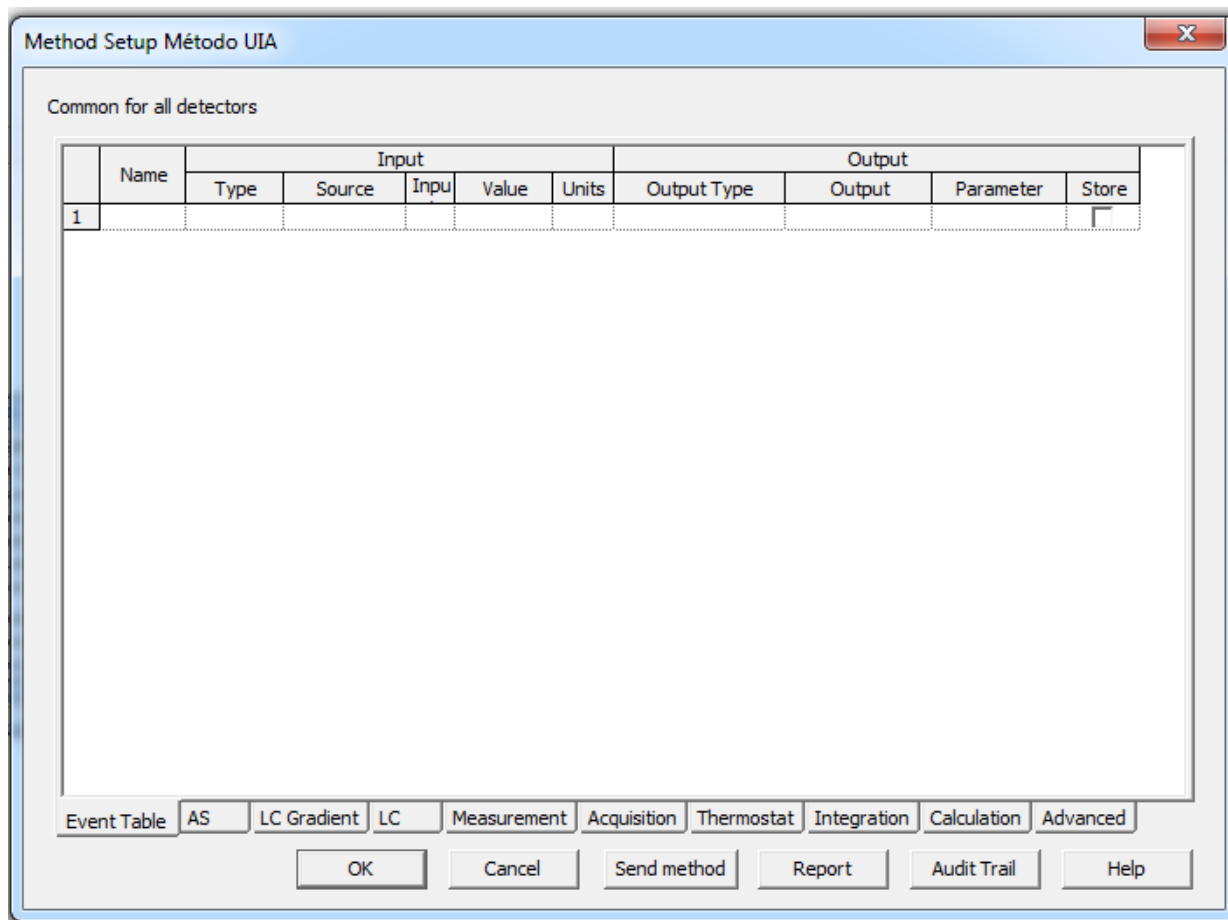 Method Setup Método UIA
Common for all detectors
Name Input Output
Type Source Inpu Value Units Output Type Output Parameter Store
1
Event Table AS LC Gradient LC Measurement Acquisition Thermostat Integration Calculation Advanced
OK Cancel Send method Report Audit Trail Help